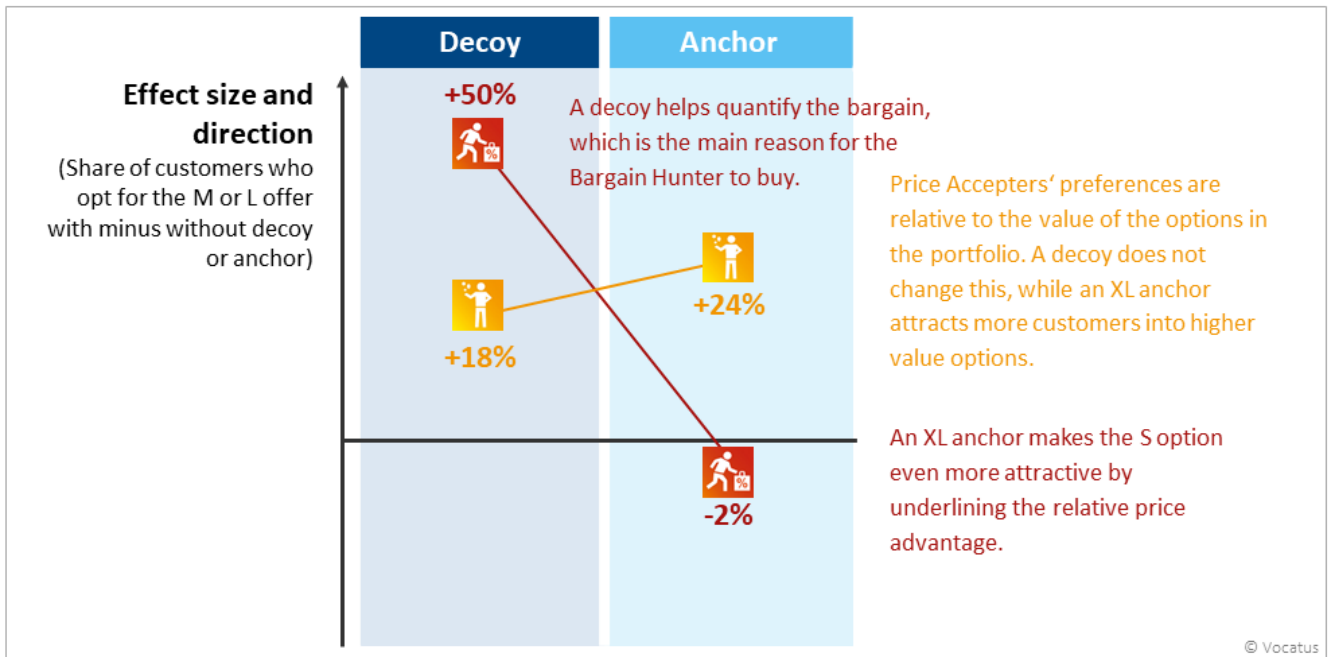 Decoy
Anchor
Effect size and
direction
(Share of customers who
opt for the M or L offer
with minus without decoy
or anchor)
+50%
%
A decoy helps quantify the bargain,
which is the main reason for the
Bargain Hunter to buy.
+18%
+24%
Price Accepters‘ preferences are
relative to the value of the options in
the portfolio. A decoy does not
change this, while an XL anchor
attracts more customers into higher
value options.
%
-2%
An XL anchor makes the S option
even more attractive by
underlining the relative price
advantage.
© Vocatus